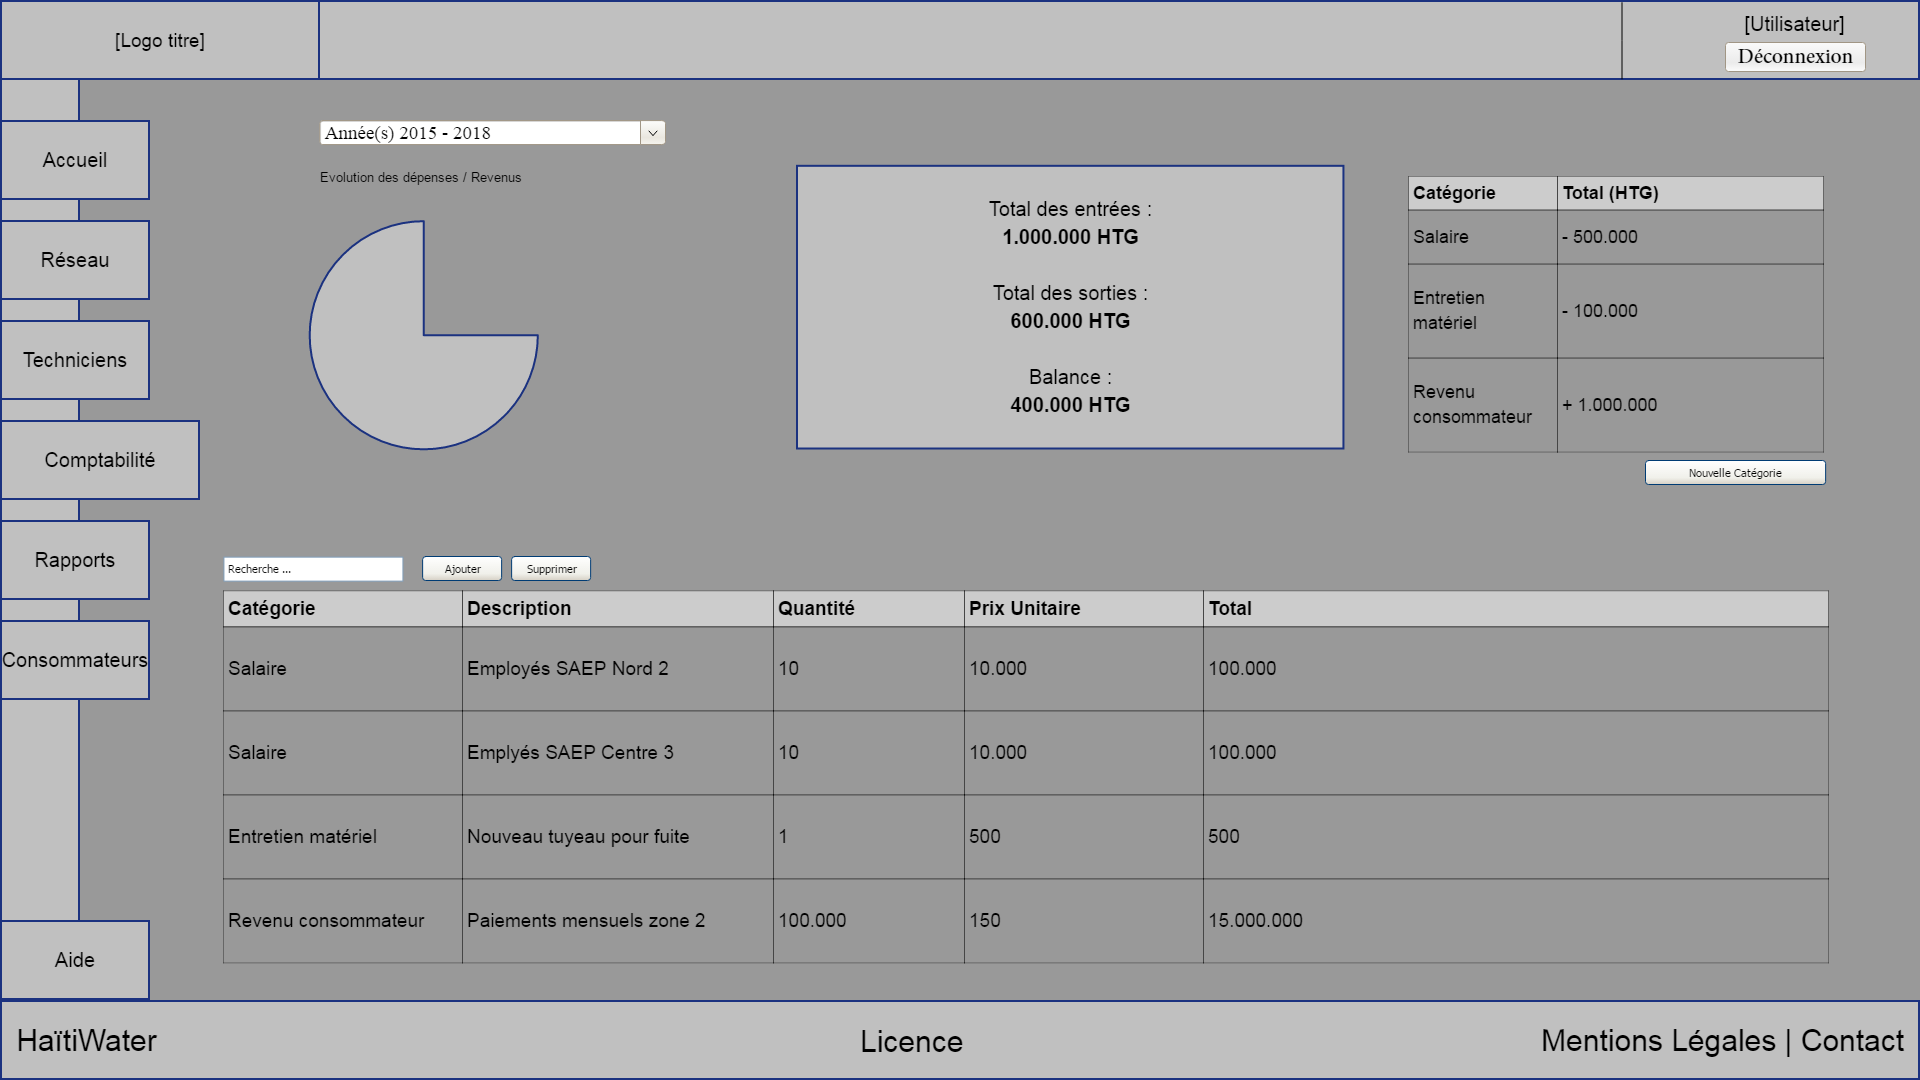 [Logo titre]
[Utilisateur]
Déconnexion
Accueil
Réseau
Techniciens
Comptabilité
Rapports
Consommateurs
Aide
Année(s) 2015 - 2018
Evolution des dépenses / Revenus
Total des entrées :
1.000.000 HTG
Total des sorties :
600.000 HTG
Balance :
400.000 HTG
Catégorie Total (HTG)
Salaire - 500.000
Entretien
matériel
- 100.000
Revenu
consommateur
+ 1.000.000
Nouvelle Catégorie
Recherche ... Ajouter Supprimer
Catégorie Description Quantité Prix Unitaire Total
Salaire Employés SAEP Nord 2 10 10.000 100.000
Salaire Emplyés SAEP Centre 3 10 10.000 100.000
Entretien matériel Nouveau tuyeau pour fuite 1 500 500
Revenu consommateur Paiements mensuels zone 2 100.000 150 15.000.000
HaïtiWater Licence Mentions Légales | Contact